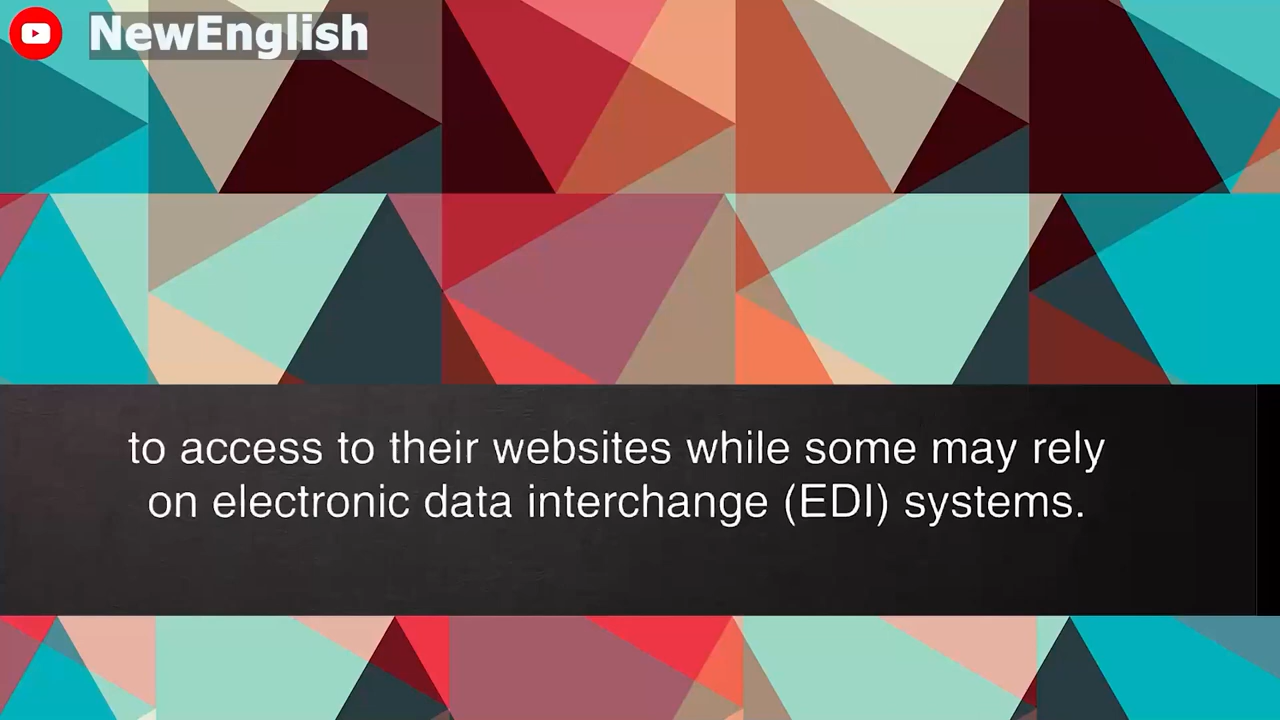 NewEnglish
to access to their websites while some may rely
on electronic data interchange (EDI) systems.